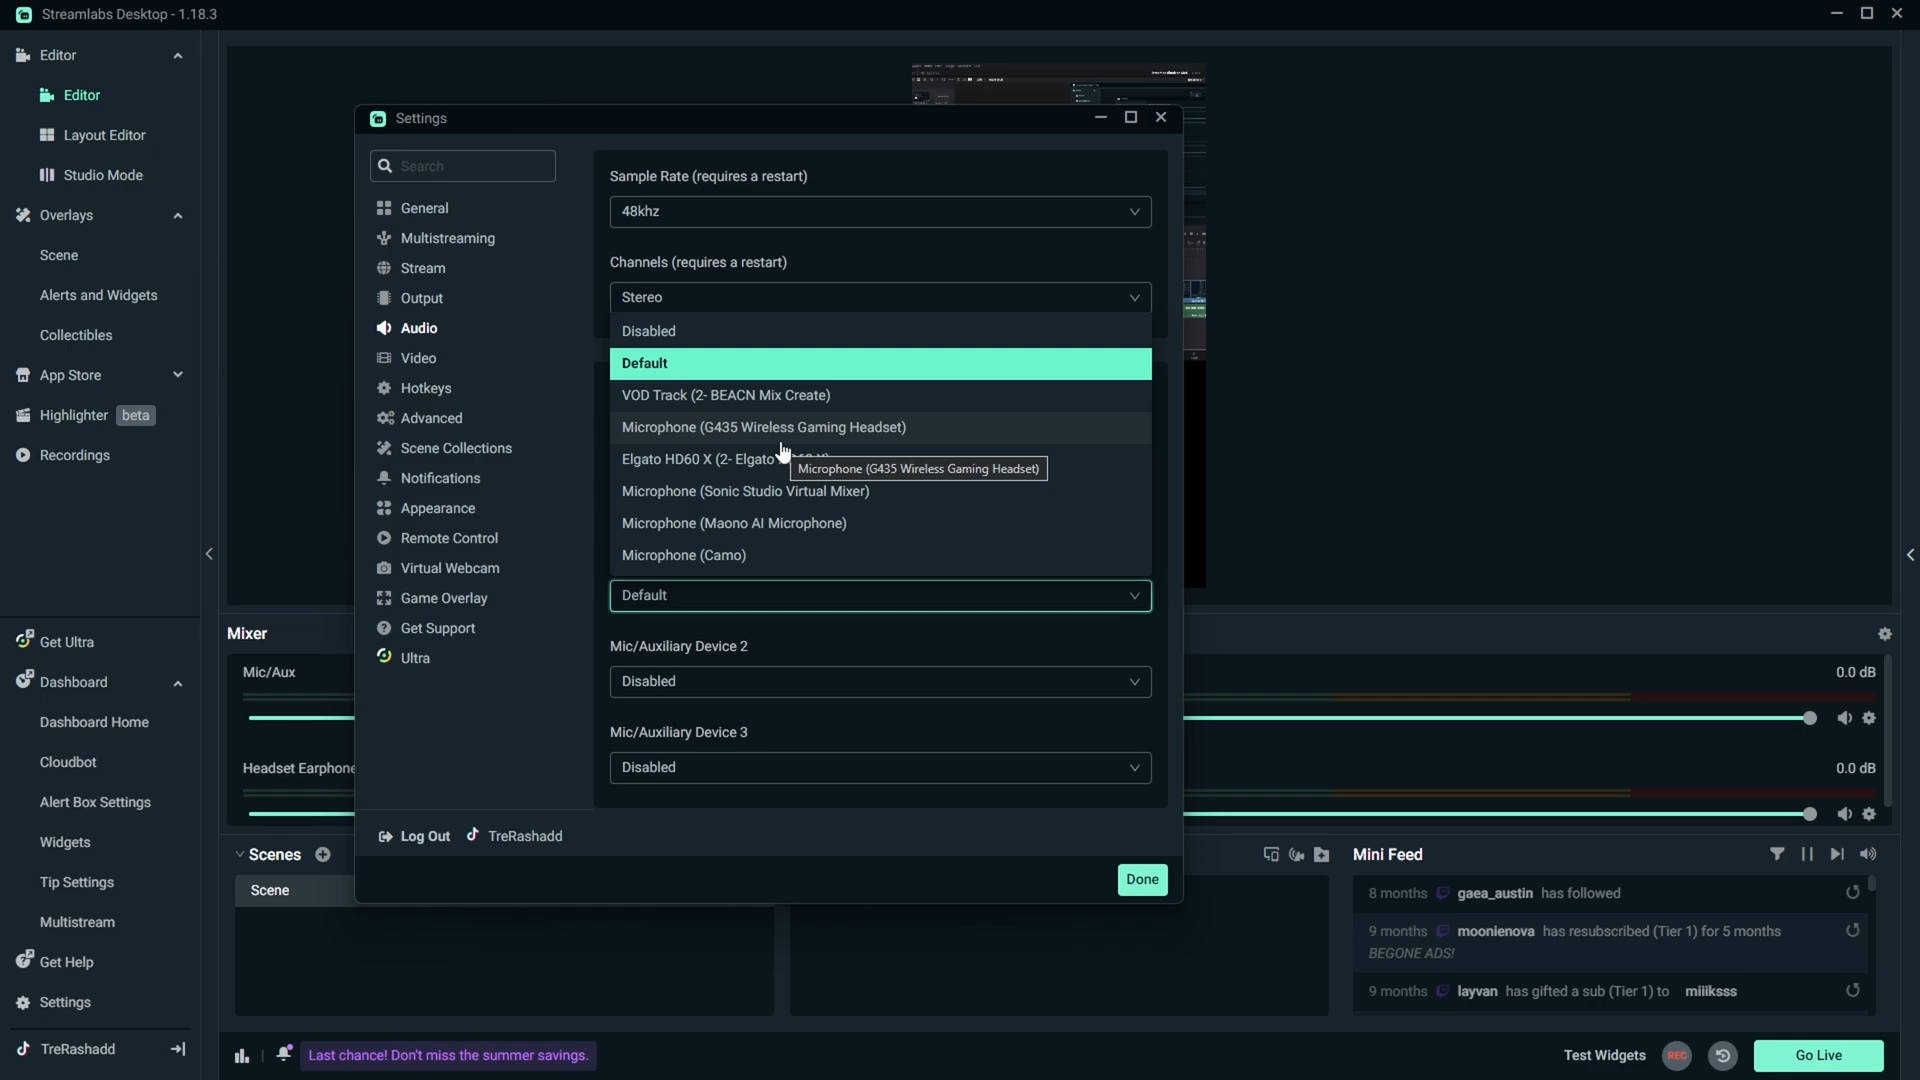 Streamlabs Desktop - 1.18.3
Editor
Editor
Layout Editor
Studio Mode
Overlays
Scene
Alerts and Widgets
Collectibles
App Store
Highlighter beta
Recordings
Get Ultra
Dashboard
Dashboard Home
Cloudbot
Alert Box Settings
Widgets
Tip Settings
Multistream
Get Help
Settings
TreRashadd
Settings
Search
General
Multistreaming
Stream
Output
Audio
Video
Hotkeys
Advanced
Scene Collections
Notifications
Appearance
Remote Control
Virtual Webcam
Game Overlay
Get Support
Ultra
Log Out TreRashadd
Sample Rate (requires a restart)
48khz
Channels (requires a restart)
Stereo
Disabled
Default
VOD Track (2- BEACN Mix Create)
Microphone (G435 Wireless Gaming Headset)
Elgato HD60 X (2- Elgato
Microphone (G435 Wireless Gaming Headset)
Microphone (Sonic Studio Virtual Mixer)
Microphone (Maono AI Microphone)
Microphone (Camo)
Default
Mic/Auxiliary Device 2
Disabled
Mic/Auxiliary Device 3
Disabled
Done
Mixer
Mic/Aux
0.0 dB
Headset Earphone
0.0 dB
Scenes
Scene
Mini Feed
8 months gaea_austin has followed
9 months moonienova has resubscribed (Tier 1) for 5 months
BEGONE ADS!
9 months layvan has gifted a sub (Tier 1) to miiiksss
Last chance! Don't miss the summer savings.
Test Widgets
REC
Go Live